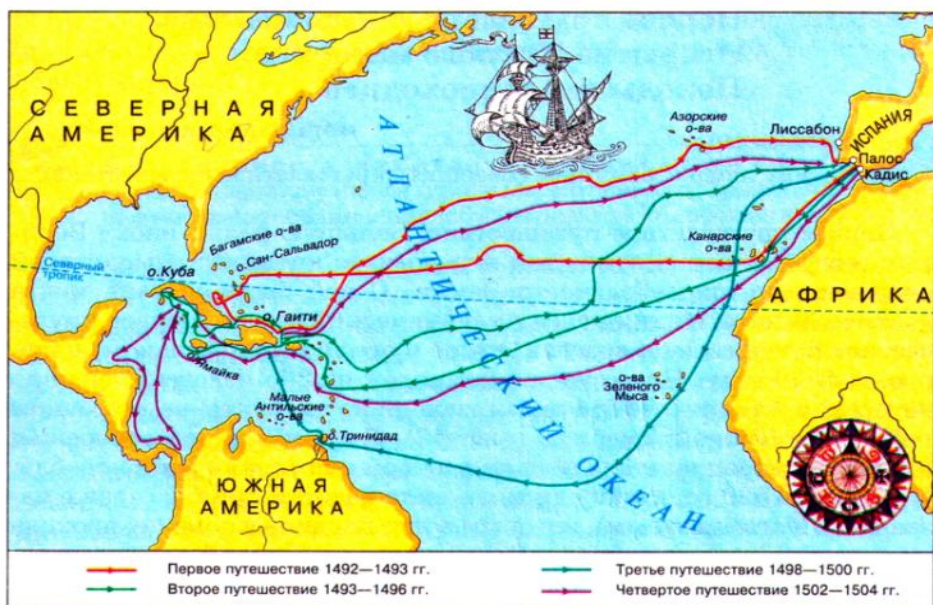 СЕВЕРНАЯ
АМЕРИКА
АТЛАНТИЧЕСКИЙ ОКЕАН
Азорские
о-ва
Лиссабон
ИСПАНИЯ
Палос
Кадис
Багамские о-ва
о.Сан-Сальвадор
Канарские
о-ва
Северный
тропик
о.Куба
АФРИКА
о.Гаити
о.Ямайка
о-ва
Зеленого
Мыса
Малые
Антильские
о-ва
о.Тринидад
ЮЖНАЯ
АМЕРИКА
Первое путешествие 1492—1493 гг.
Второе путешествие 1493—1496 гг.
Третье путешествие 1498—1500 гг.
Четвертое путешествие 1502—1504 гг.